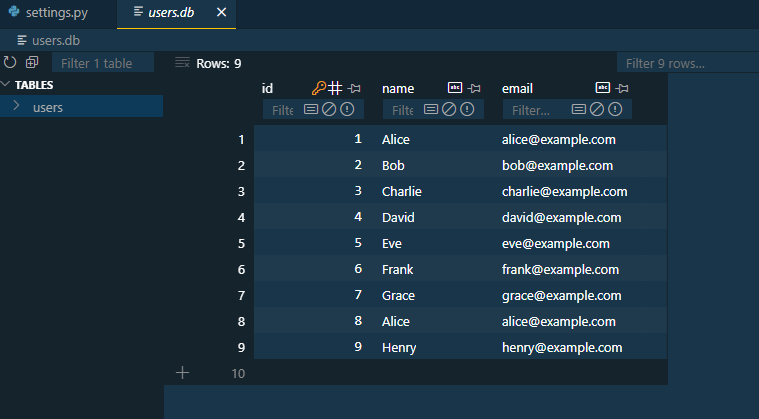 settings.py users.db
users.db
Filter 1 table Rows: 9 Filter 9 rows...
TABLES
users
id name email
Filte Filte Filter...
1 1 Alice alice@example.com
2 2 Bob bob@example.com
3 3 Charlie charlie@example.com
4 4 David david@example.com
5 5 Eve eve@example.com
6 6 Frank frank@example.com
7 7 Grace grace@example.com
8 8 Alice alice@example.com
9 9 Henry henry@example.com
10